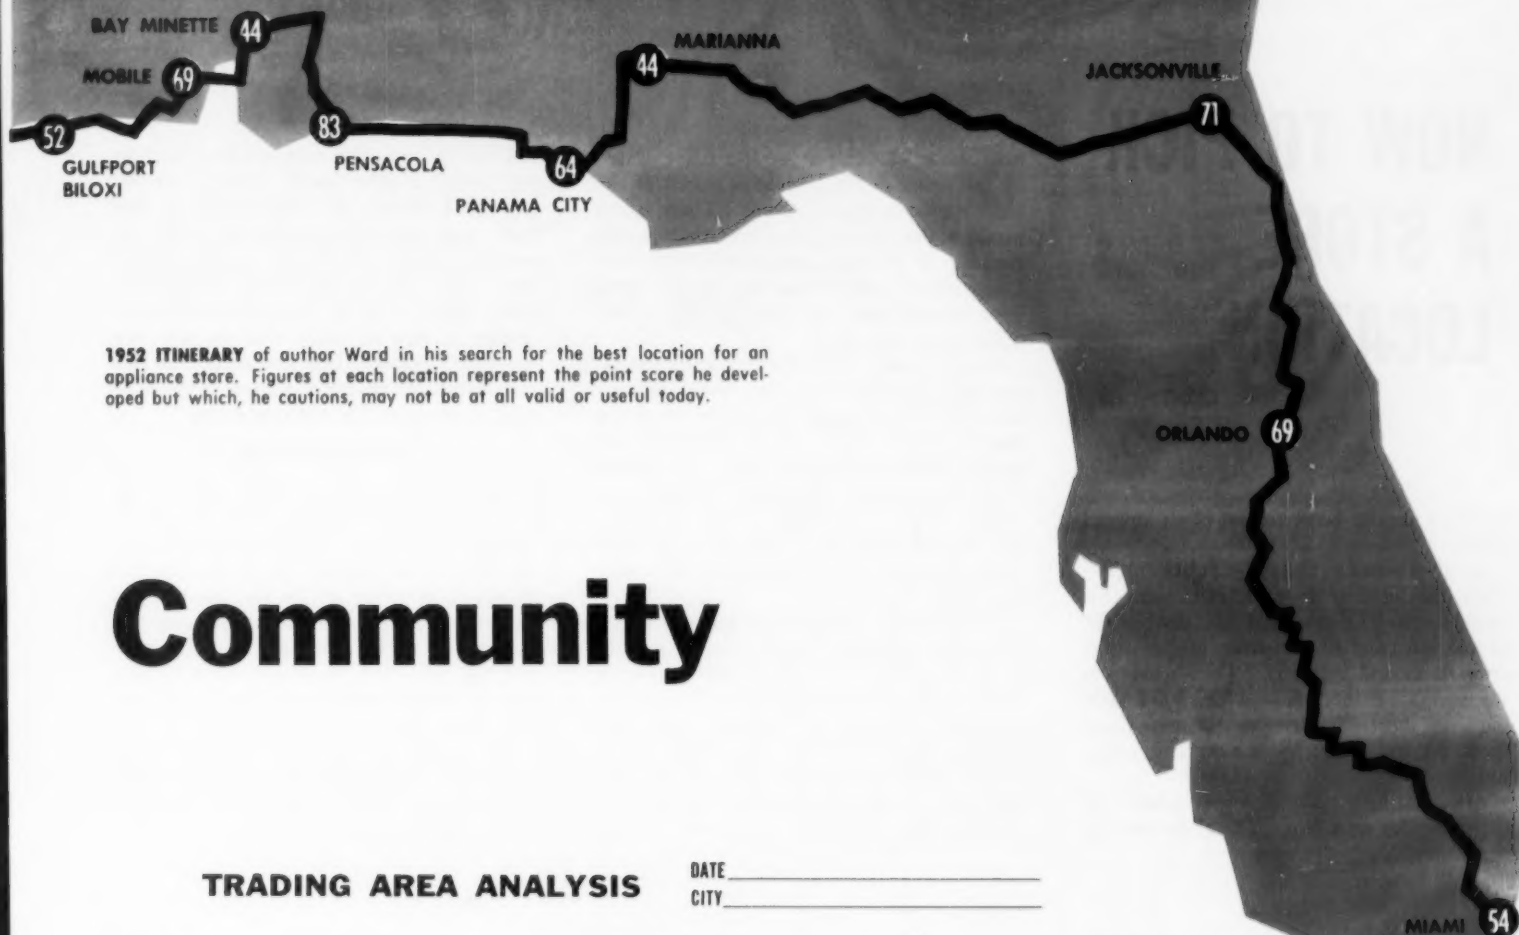 BAY MINETTE 44
MOBILE 69
52
GULFPORT
BILOXI
83
PENSACOLA
64
PANAMA CITY
44 MARIANNA
JACKSONVILLE
71
1952 ITINERARY of author Ward in his search for the best location for an
appliance store. Figures at each location represent the point score he devel-
oped but which, he cautions, may not be at all valid or useful today.
ORLANDO 69
Community
TRADING AREA ANALYSIS
DATE
CITY
MIAMI 54